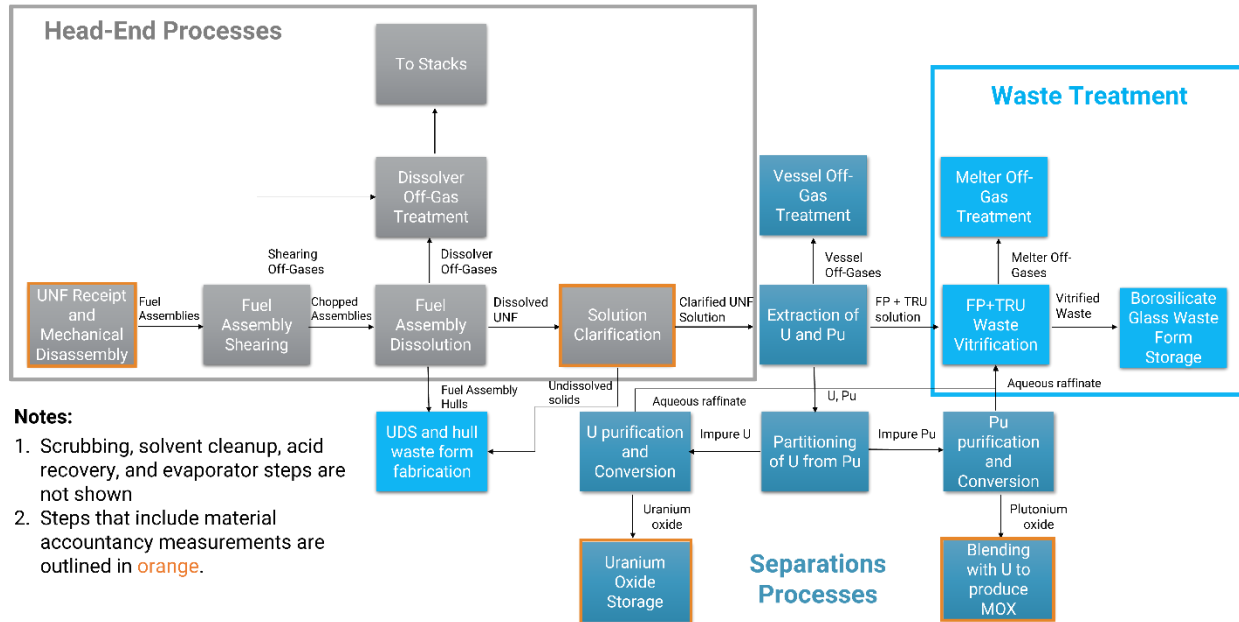 Head-End Processes
To Stacks
Waste Treatment
Dissolver
Off-Gas
Treatment
Vessel Off-
Gas
Treatment
Melter Off-
Gas
Treatment
Shearing
Off-Gases
Dissolver
Off-Gases
Vessel
Off-Gases
Melter Off-
Gases
UNF Receipt
and
Mechanical
Disassembly
Fuel
Assemblies
Fuel
Assembly
Shearing
Chopped
Assemblies
Fuel
Assembly
Dissolution
Dissolved
UNF
Solution
Clarification
Clarified UNF
Solution
Extraction of
U and Pu
FP + TRU
solution
FP+TRU
Waste
Vitrification
Vitrified
Waste
Borosilicate
Glass Waste
Form
Storage
Fuel Assembly
Hulls
Undissolved
solids
Aqueous raffinate
U, Pu
Aqueous raffinate
UDS and hull
waste form
fabrication
U purification
and
Conversion
Impure U
Partitioning
of U from Pu
Impure Pu
Pu
purification
and
Conversion
Uranium
oxide
Plutonium
oxide
Uranium
Oxide
Storage
Separations
Processes
Blending
with U to
produce
MOX
Notes:
1. Scrubbing, solvent cleanup, acid
recovery, and evaporator steps are
not shown
2. Steps that include material
accountancy measurements are
outlined in orange.